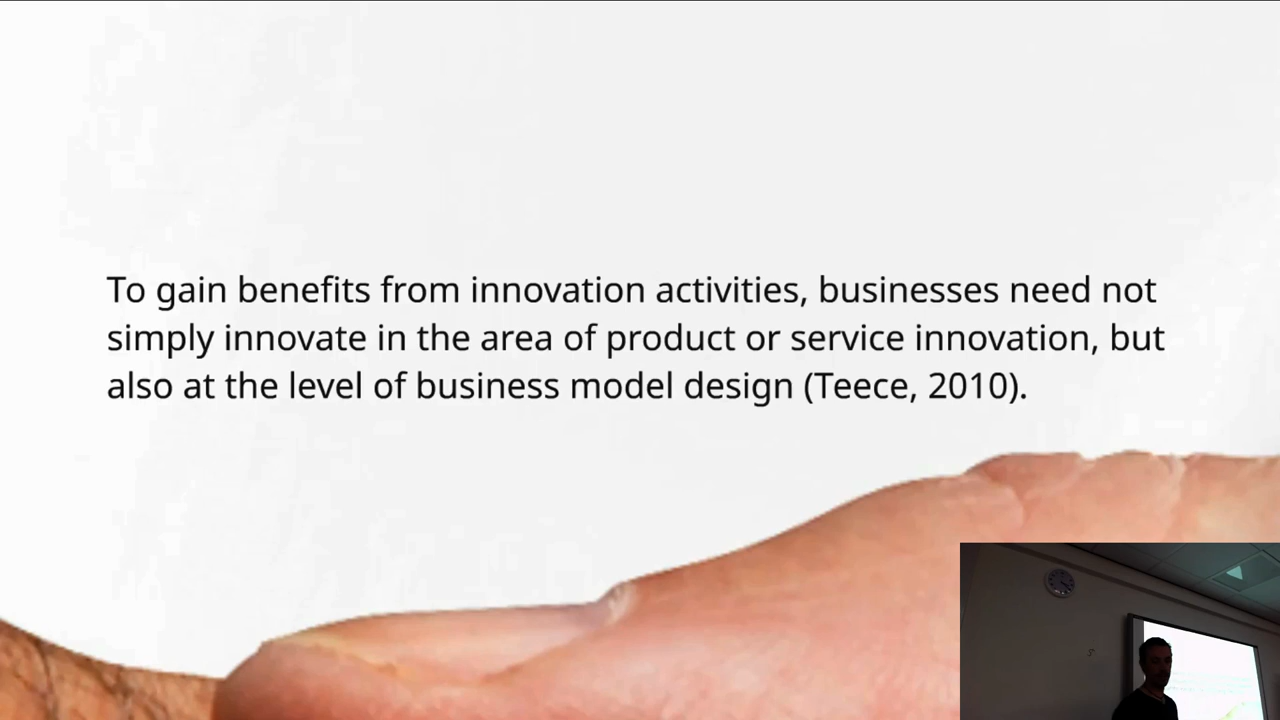 To gain benefits from innovation activities, businesses need not
simply innovate in the area of product or service innovation, but
also at the level of business model design (Teece, 2010).